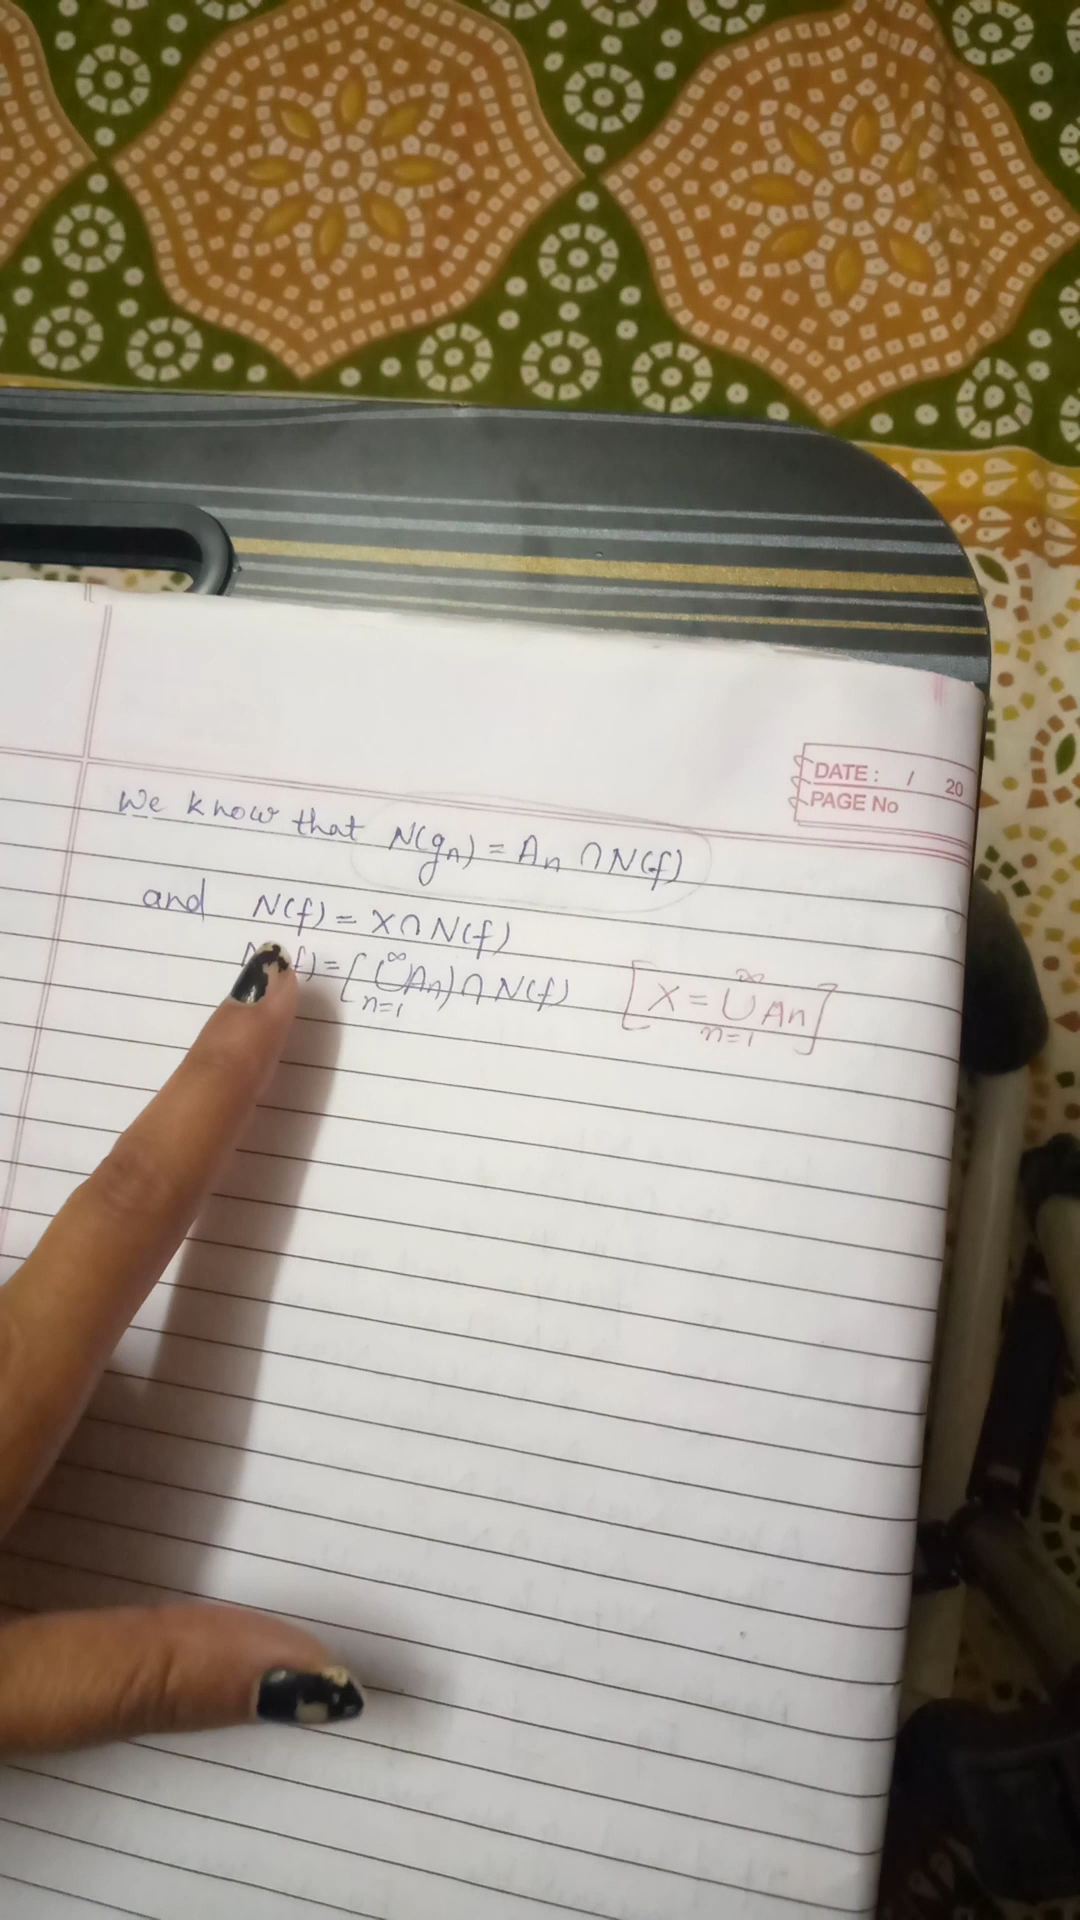 DATE: / 20
PAGE No
We know that N(gn) = An ∩ N(f)
and N(f) = X ∩ N(f)
f) = (∞⋃n=1 An) ∩ N(f) [X = ∞⋃n=1 An]